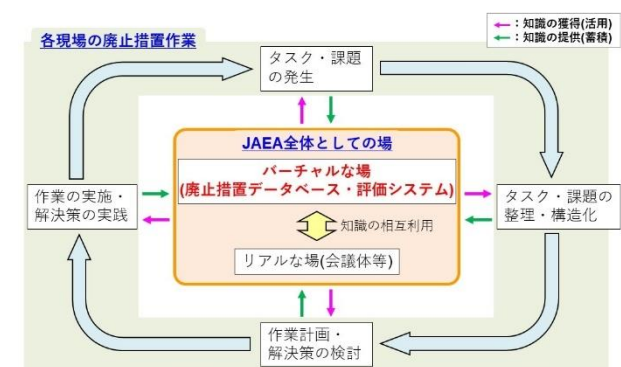 ←：知識の獲得(活用)
←：知識の提供(蓄積)
各現場の廃止措置作業
タスク・課題
の発生
JAEA全体としての場
バーチャルな場
(廃止措置データベース・評価システム)
作業の実施・
解決策の実践
タスク・課題の
整理・構造化
知識の相互利用
リアルな場(会議体等)
作業計画・
解決策の検討